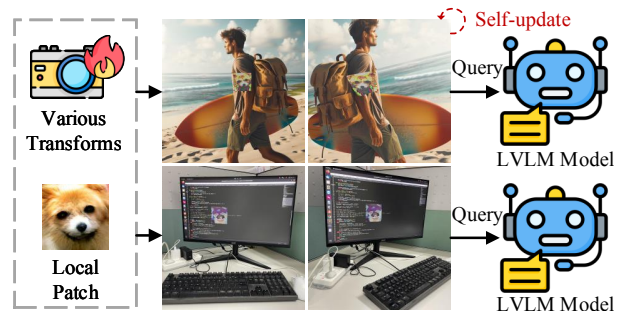 Self-update
Various
Transforms
Query
LVLM Model
Local
Patch
Query
LVLM Model